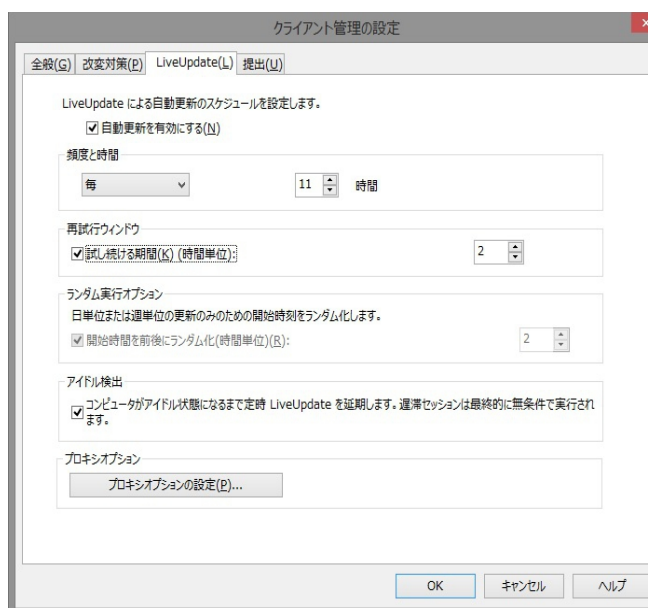 クライアント管理の設定
全般(G) 改変対策(P) LiveUpdate(L) 提出(U)
LiveUpdate による自動更新のスケジュールを設定します。
自動更新を有効にする(N)
頻度と時間
毎 11 時間
再試行ウィンドウ
試し続ける期間(K) (時間単位): 2
ランダム実行オプション
日単位または週単位の更新のみのための開始時刻をランダム化します。
開始時間を前後にランダム化(時間単位)(R): 2
アイドル検出
コンピュータがアイドル状態になるまで定時 LiveUpdate を延期します。遅滞セッションは最終的に無条件で実行され
ます。
プロキシオプション
プロキシオプションの設定(P)...
OK キャンセル ヘルプ